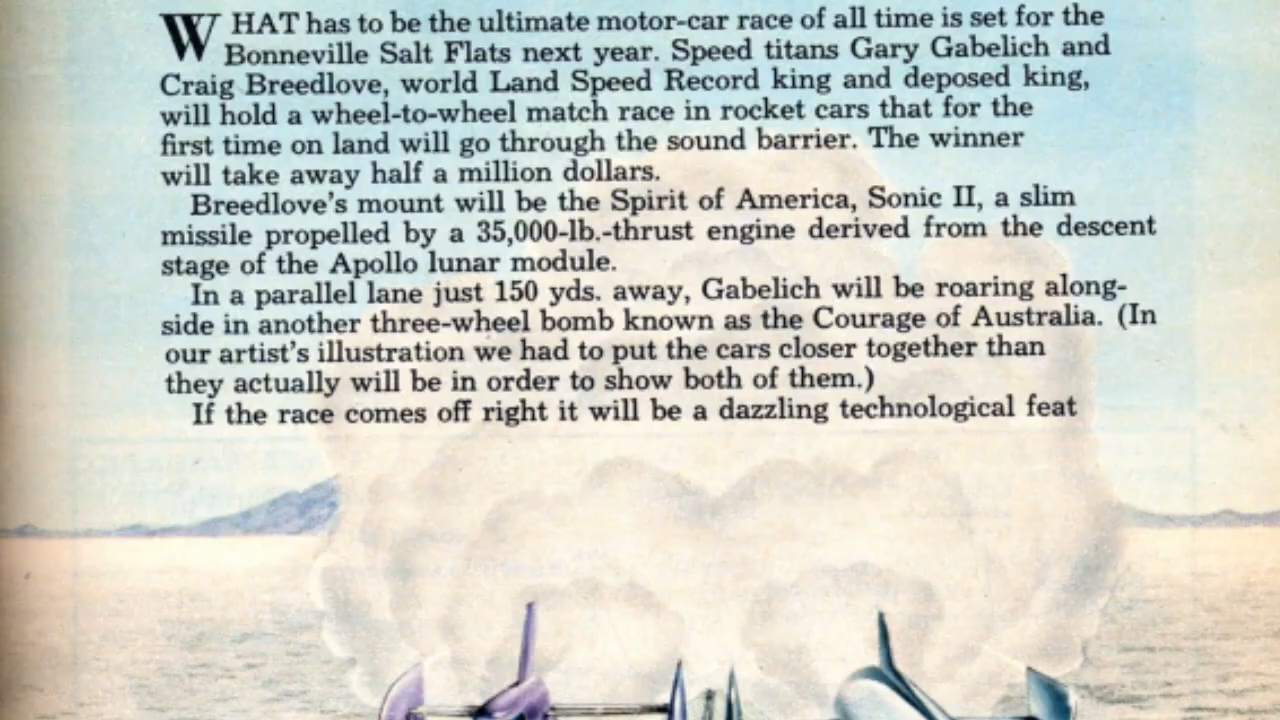 WHAT has to be the ultimate motor-car race of all time is set for the
Bonneville Salt Flats next year. Speed titans Gary Gabelich and
Craig Breedlove, world Land Speed Record king and deposed king,
will hold a wheel-to-wheel match race in rocket cars that for the
first time on land will go through the sound barrier. The winner
will take away half a million dollars.
Breedlove's mount will be the Spirit of America, Sonic II, a slim
missile propelled by a 35,000-lb.-thrust engine derived from the descent
stage of the Apollo lunar module.
In a parallel lane just 150 yds. away, Gabelich will be roaring along-
side in another three-wheel bomb known as the Courage of Australia. (In
our artist's illustration we had to put the cars closer together than
they actually will be in order to show both of them.)
If the race comes off right it will be a dazzling technological feat